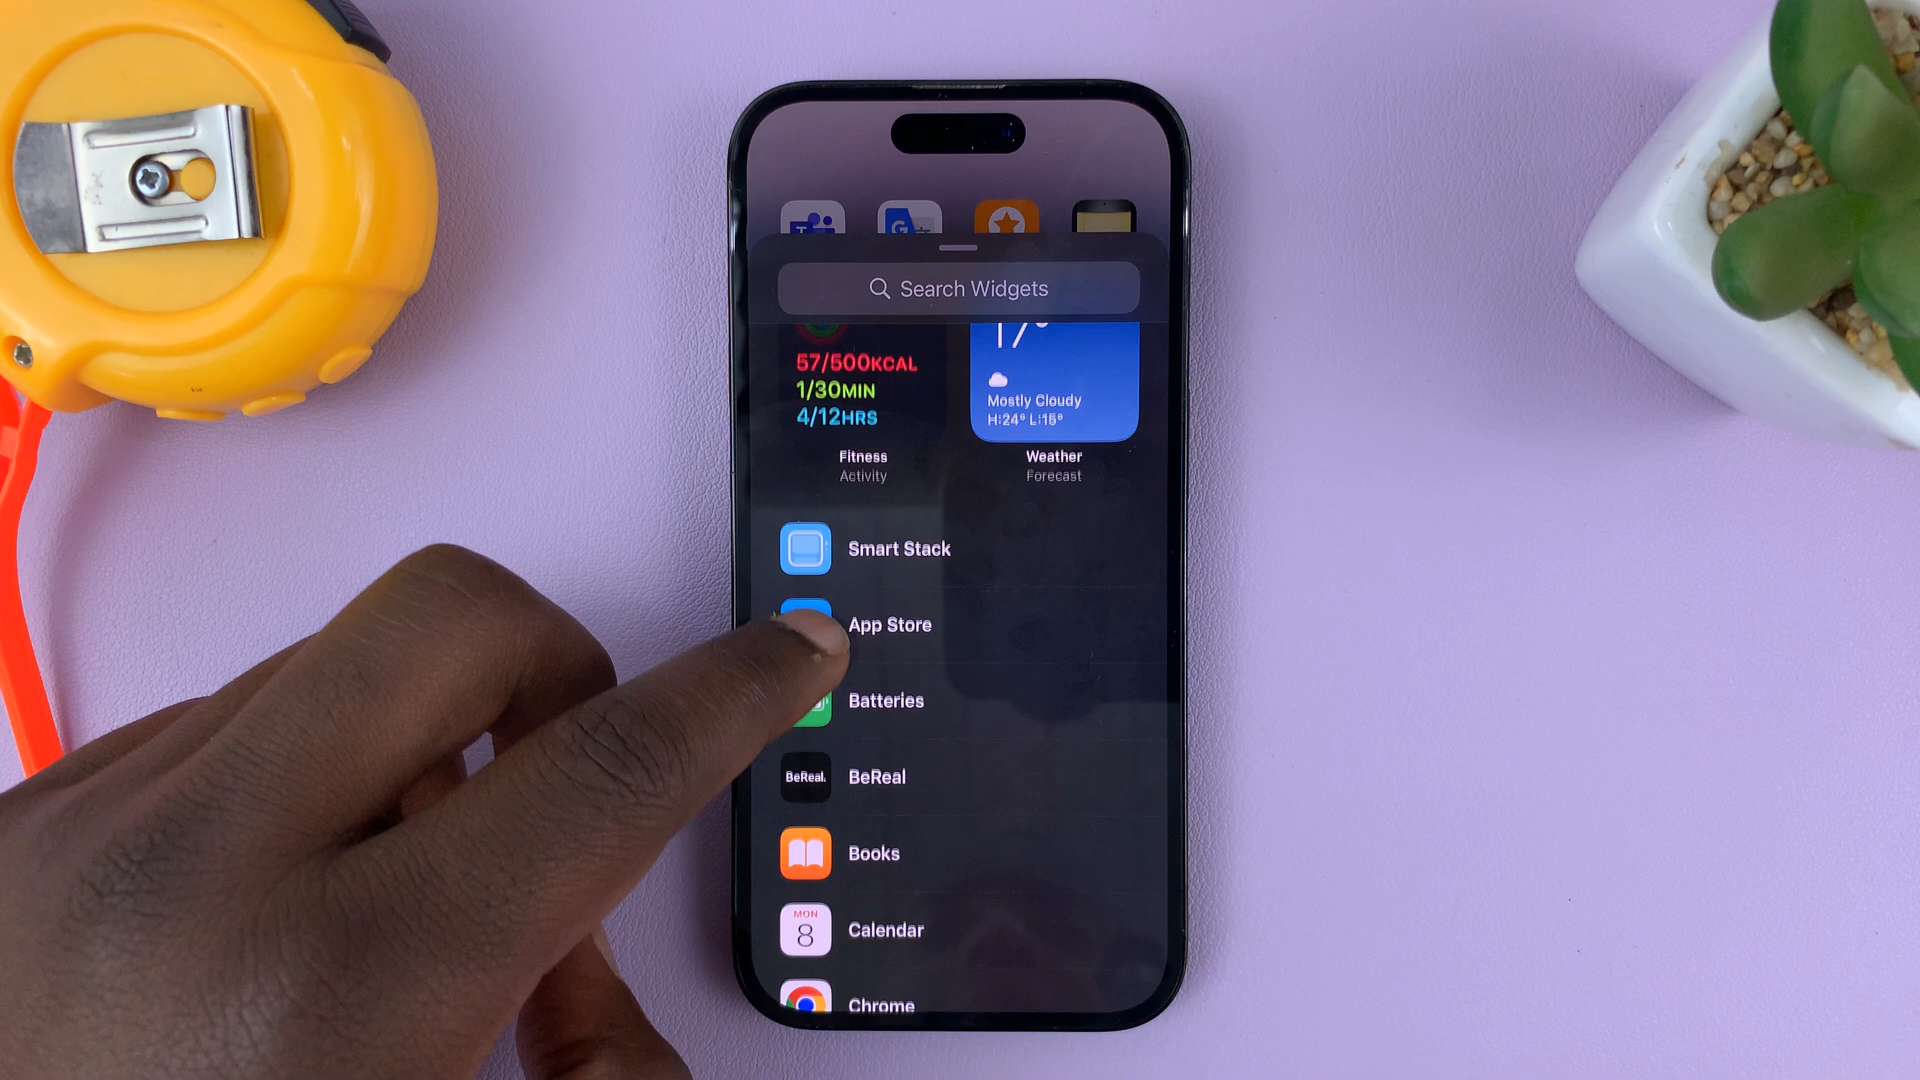 T
G
Search Widgets
57/500KCAL
1/30MIN
4/12HRS
17°
Mostly Cloudy
H:24° L:15°
Fitness
Activity
Weather
Forecast
Smart Stack
App Store
Batteries
BeReal.
BeReal
Books
MON
8
Calendar
Chrome